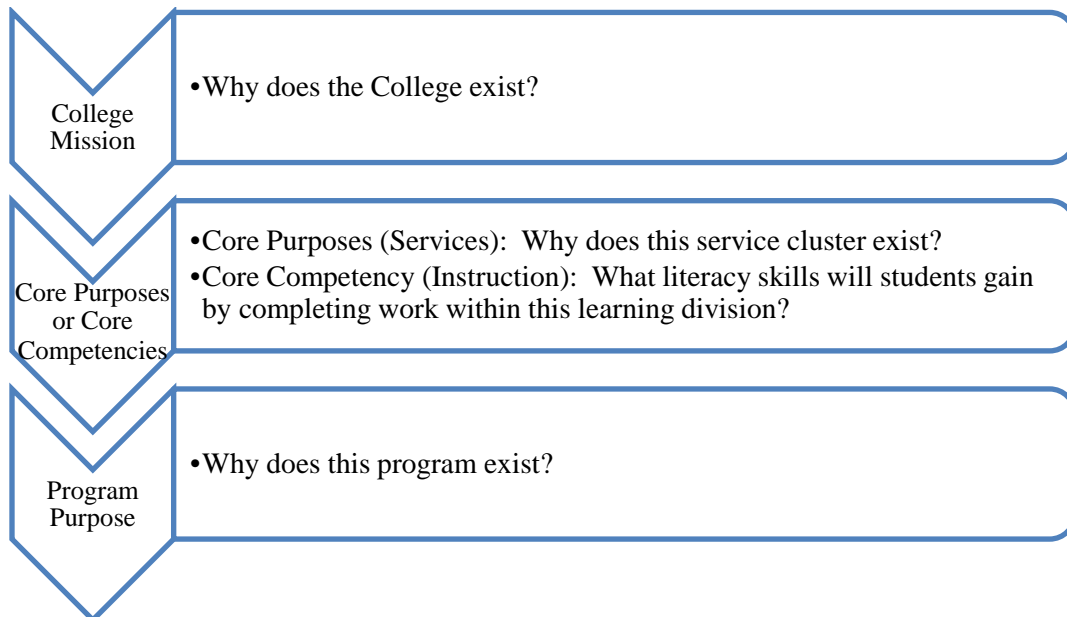 College
Mission
•Why does the College exist?
Core Purposes
or Core
Competencies
•Core Purposes (Services):  Why does this service cluster exist?
•Core Competency (Instruction):  What literacy skills will students gain
by completing work within this learning division?
Program
Purpose
•Why does this program exist?